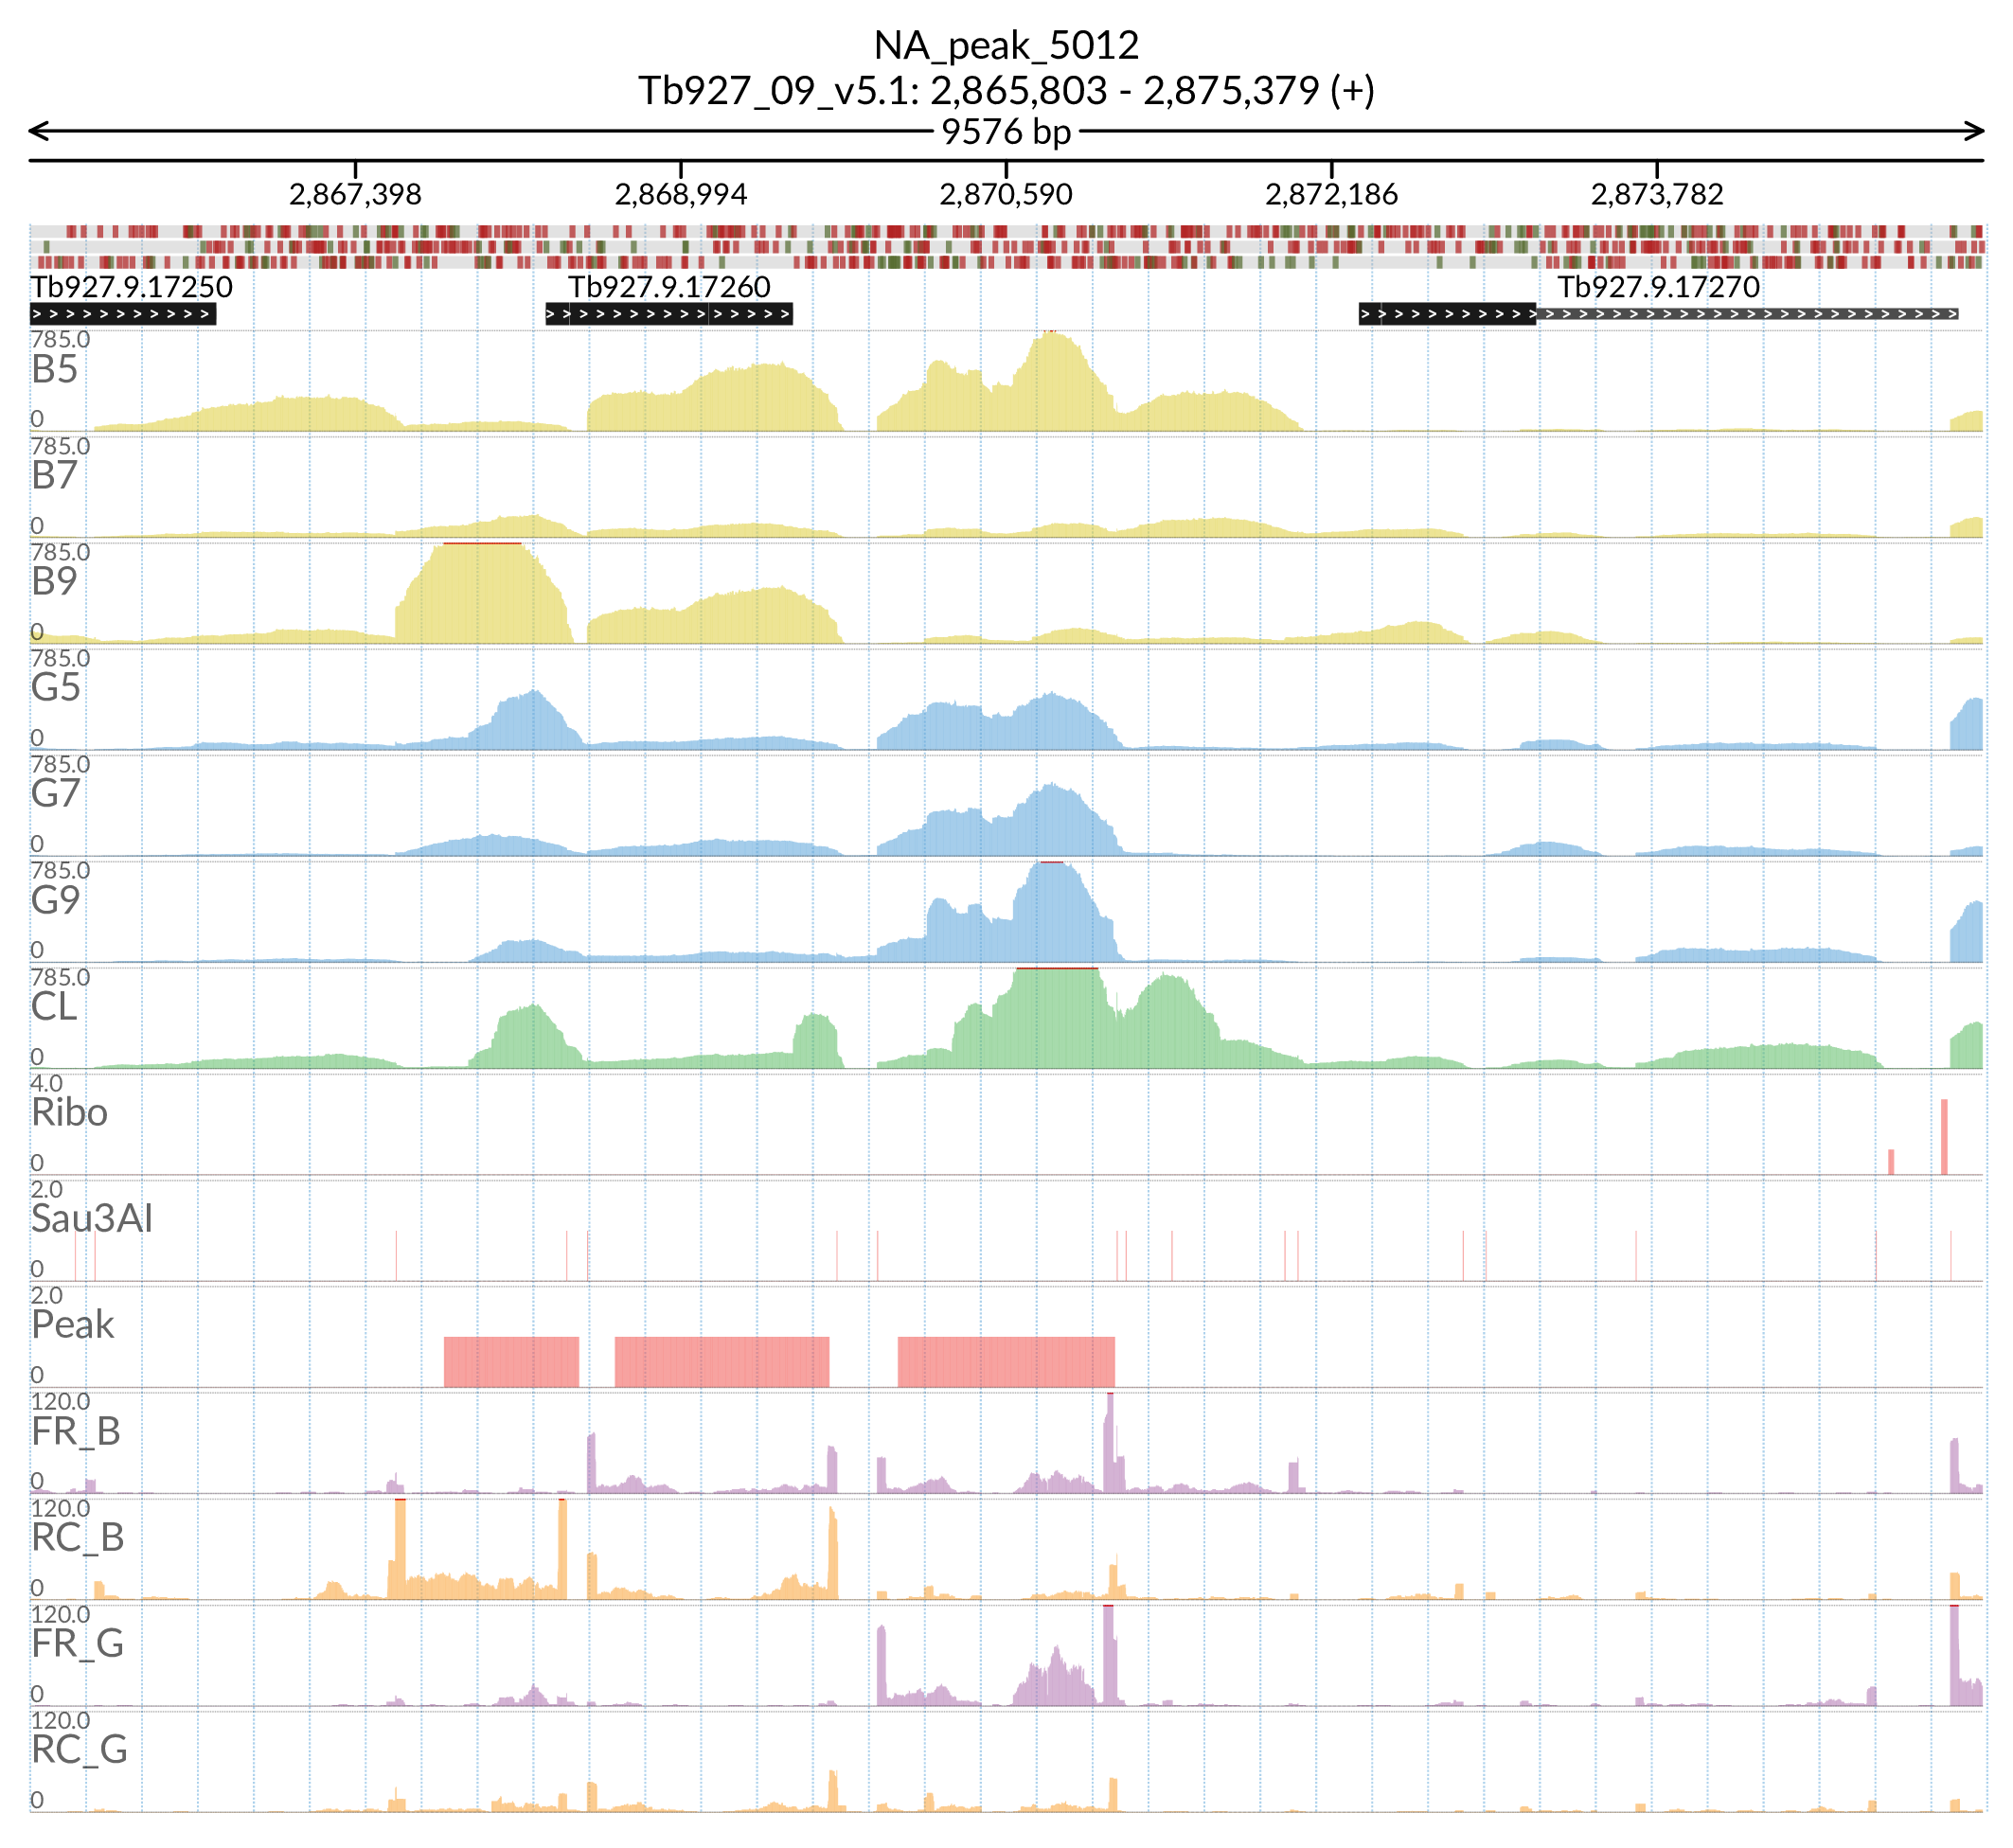 NA_peak_5012
Tb927_09_v5.1: 2,865,803 - 2,875,379 (+)
9576 bp
2,867,398 2,868,994 2,870,590 2,872,186 2,873,782
Tb927.9.17250 Tb927.9.17260 Tb927.9.17270
785.0
B5
0
785.0
B7
0
785.0
B9
0
785.0
G5
0
785.0
G7
0
785.0
G9
0
785.0
CL
0
4.0
Ribo
0
2.0
Sau3AI
0
2.0
Peak
0
120.0
FR_B
0
120.0
RC_B
0
120.0
FR_G
0
120.0
RC_G
0